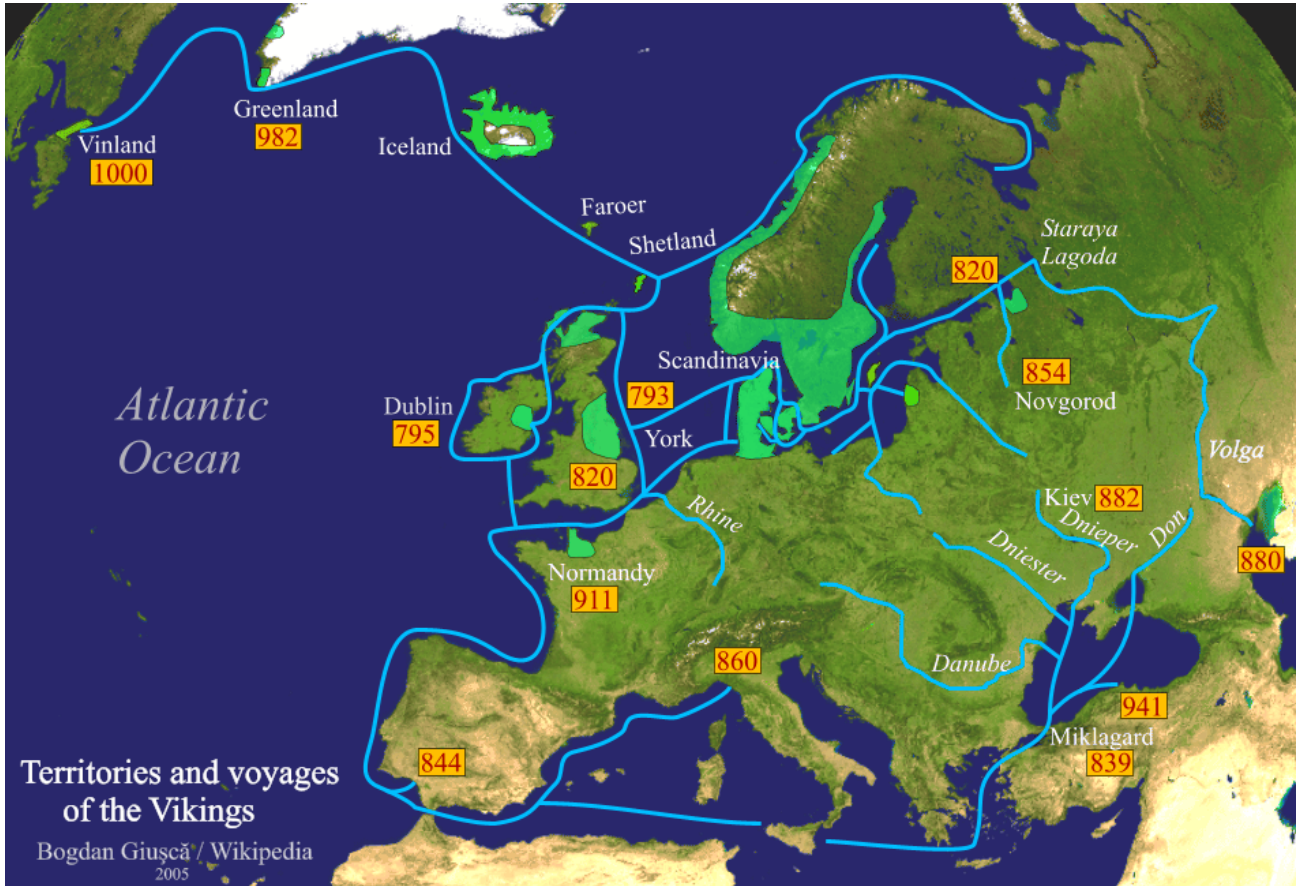 Greenland
982
Vinland
1000
Iceland
Faroer
Shetland
Staraya
Lagoda
820
Scandinavia
793
854
Novgorod
Dublin
795
York
Atlantic
Ocean
820
Volga
Kiev 882
Rhine
Dnieper
Don
Dniester
880
Normandy
911
Danube
860
941
Miklagard
839
844
Territories and voyages
of the Vikings
Bogdan Giuşcă / Wikipedia
2005